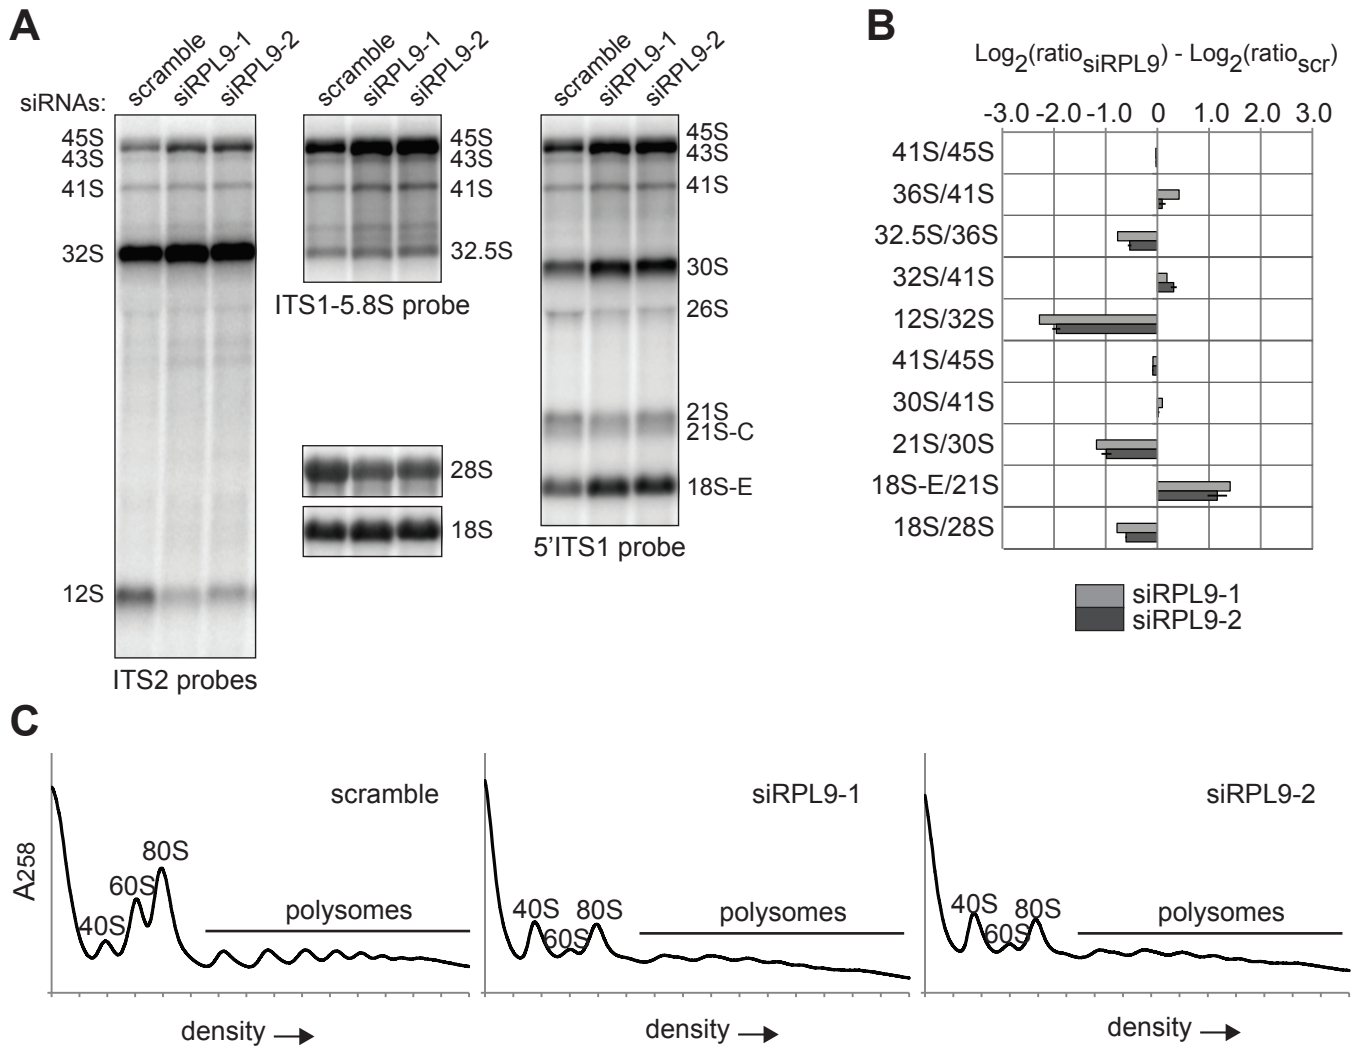 A
siRNAs:
scramble
siRPL9-1
siRPL9-2
45S
43S
41S
32S
12S
ITS2 probes
scramble
siRPL9-1
siRPL9-2
45S
43S
41S
32.5S
ITS1-5.8S probe
28S
18S
scramble
siRPL9-1
siRPL9-2
45S
43S
41S
30S
26S
21S
21S-C
18S-E
5'ITS1 probe
B
Log2(ratiosiRPL9) - Log2(ratioscr)
-3.0 -2.0 -1.0 0 1.0 2.0 3.0
41S/45S
36S/41S
32.5S/36S
32S/41S
12S/32S
41S/45S
30S/41S
21S/30S
18S-E/21S
18S/28S
siRPL9-1
siRPL9-2
C
A258
scramble
40S
60S
80S
polysomes
density
siRPL9-1
40S
60S
80S
polysomes
density
siRPL9-2
40S
60S
80S
polysomes
density